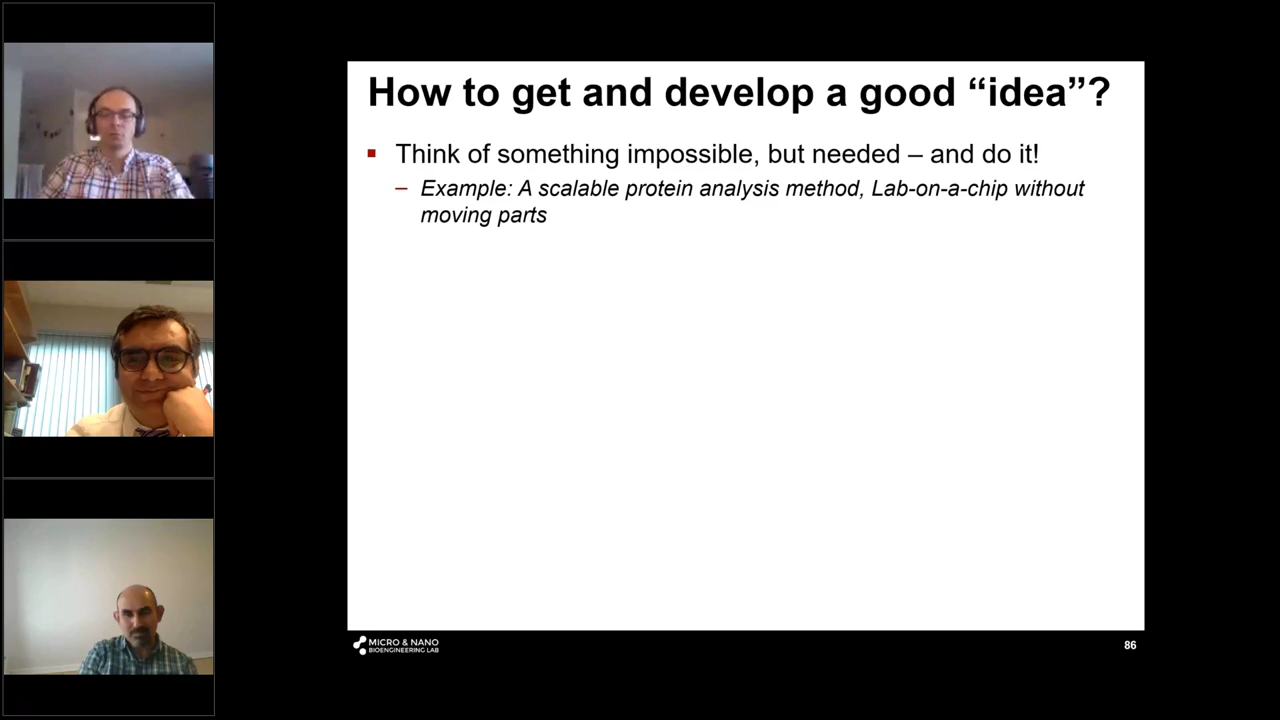 How to get and develop a good “idea”?
▪ Think of something impossible, but needed – and do it!
– Example: A scalable protein analysis method, Lab-on-a-chip without
moving parts
MICRO & NANO
BIOENGINEERING LAB
86